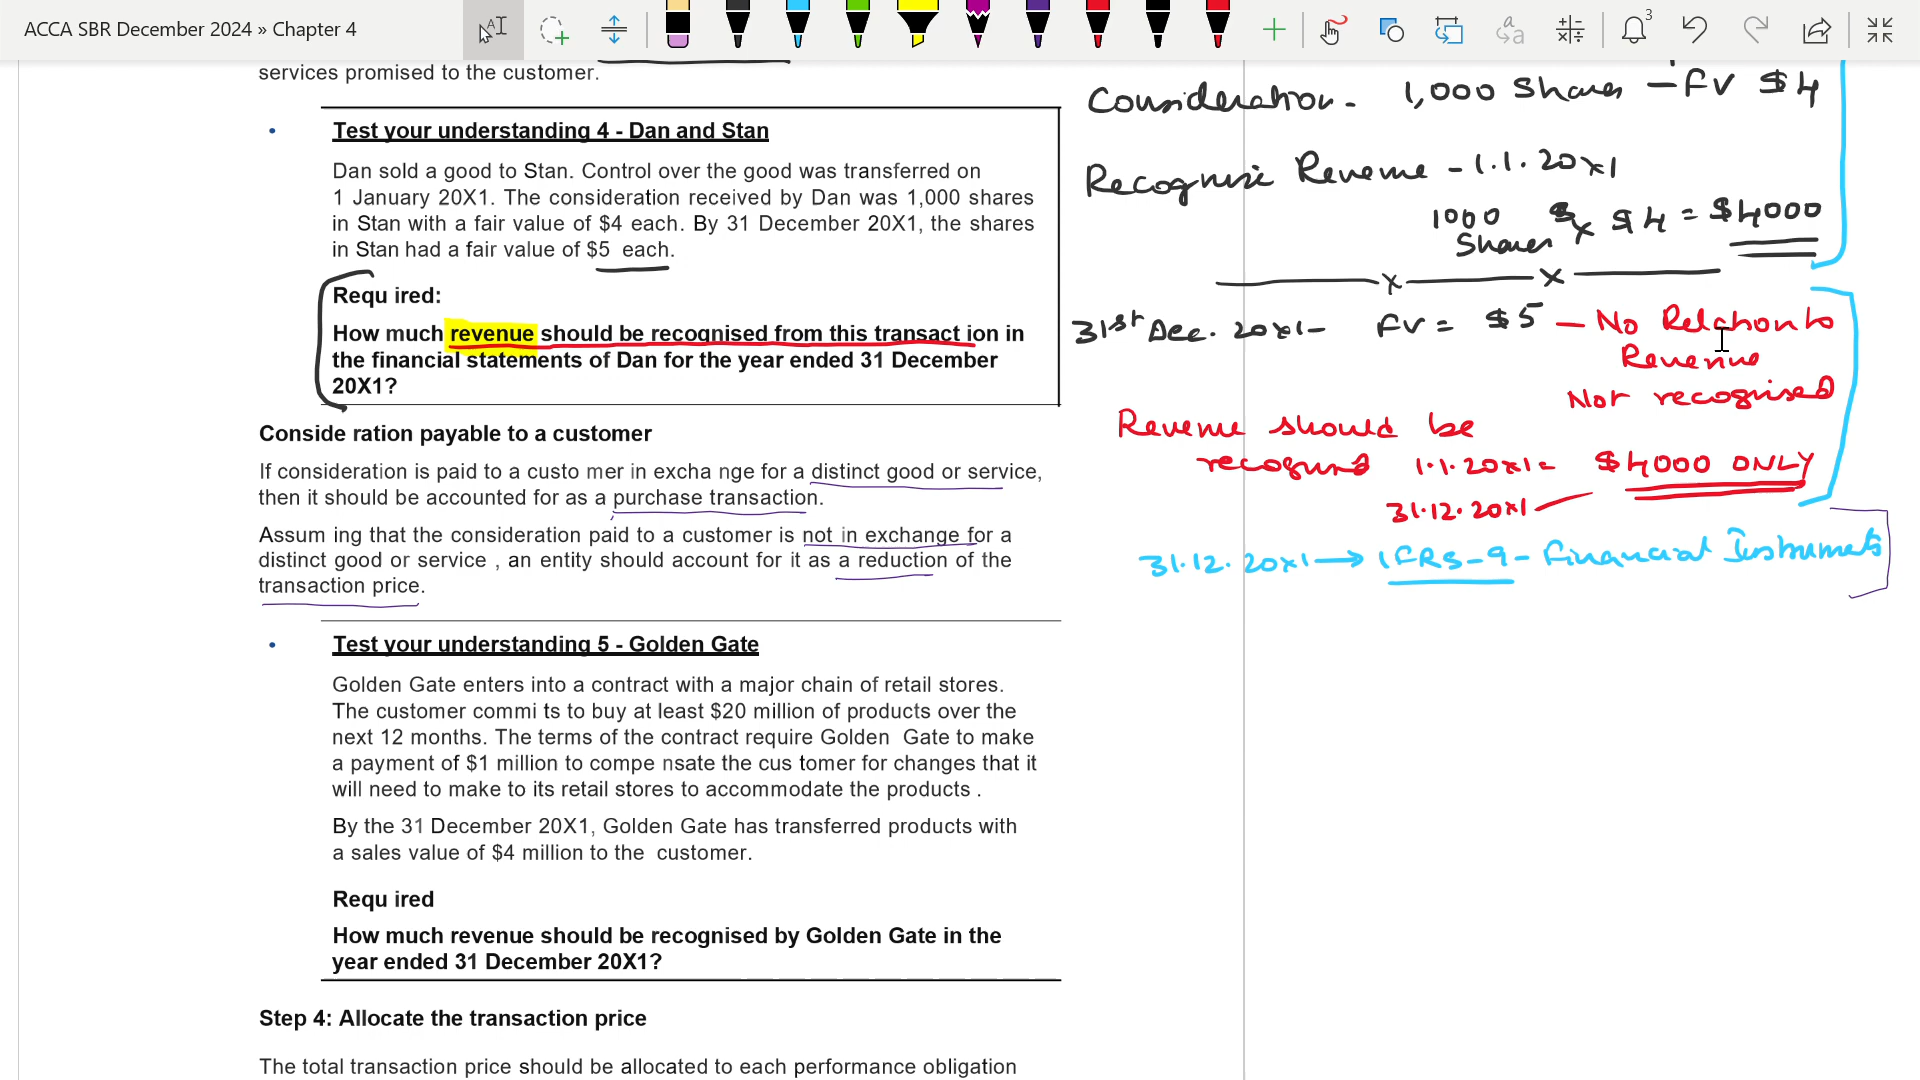 ACCA SBR December 2024 » Chapter 4
3
services promised to the customer.
• Test your understanding 4 - Dan and Stan
Dan sold a good to Stan. Control over the good was transferred on
1 January 20X1. The consideration received by Dan was 1,000 shares
in Stan with a fair value of $4 each. By 31 December 20X1, the shares
in Stan had a fair value of $5 each.
Requ ired:
How much revenue should be recognised from this transact ion in
the financial statements of Dan for the year ended 31 December
20X1?
Conside ration payable to a customer
If consideration is paid to a custo mer in excha nge for a distinct good or service,
then it should be accounted for as a purchase transaction.
Assum ing that the consideration paid to a customer is not in exchange for a
distinct good or service , an entity should account for it as a reduction of the
transaction price.
• Test your understanding 5 - Golden Gate
Golden Gate enters into a contract with a major chain of retail stores.
The customer commi ts to buy at least $20 million of products over the
next 12 months. The terms of the contract require Golden Gate to make
a payment of $1 million to compe nsate the cus tomer for changes that it
will need to make to its retail stores to accommodate the products .
By the 31 December 20X1, Golden Gate has transferred products with
a sales value of $4 million to the customer.
Requ ired
How much revenue should be recognised by Golden Gate in the
year ended 31 December 20X1?
Step 4: Allocate the transaction price
The total transaction price should be allocated to each performance obligation
Consideration - 1,000 Shares - FV $4
Recognise Revenue - 1.1.20X1
1000 Shares x $4 = $4000
x x
31st Dec. 20X1 - FV = $5 - No Relation to
Revenue
Not recognised
Revenue should be
recognised 1.1.20X1 = $4000 ONLY
31.12.20X1
31.12.20X1 → IFRS-9 - Financial Instruments